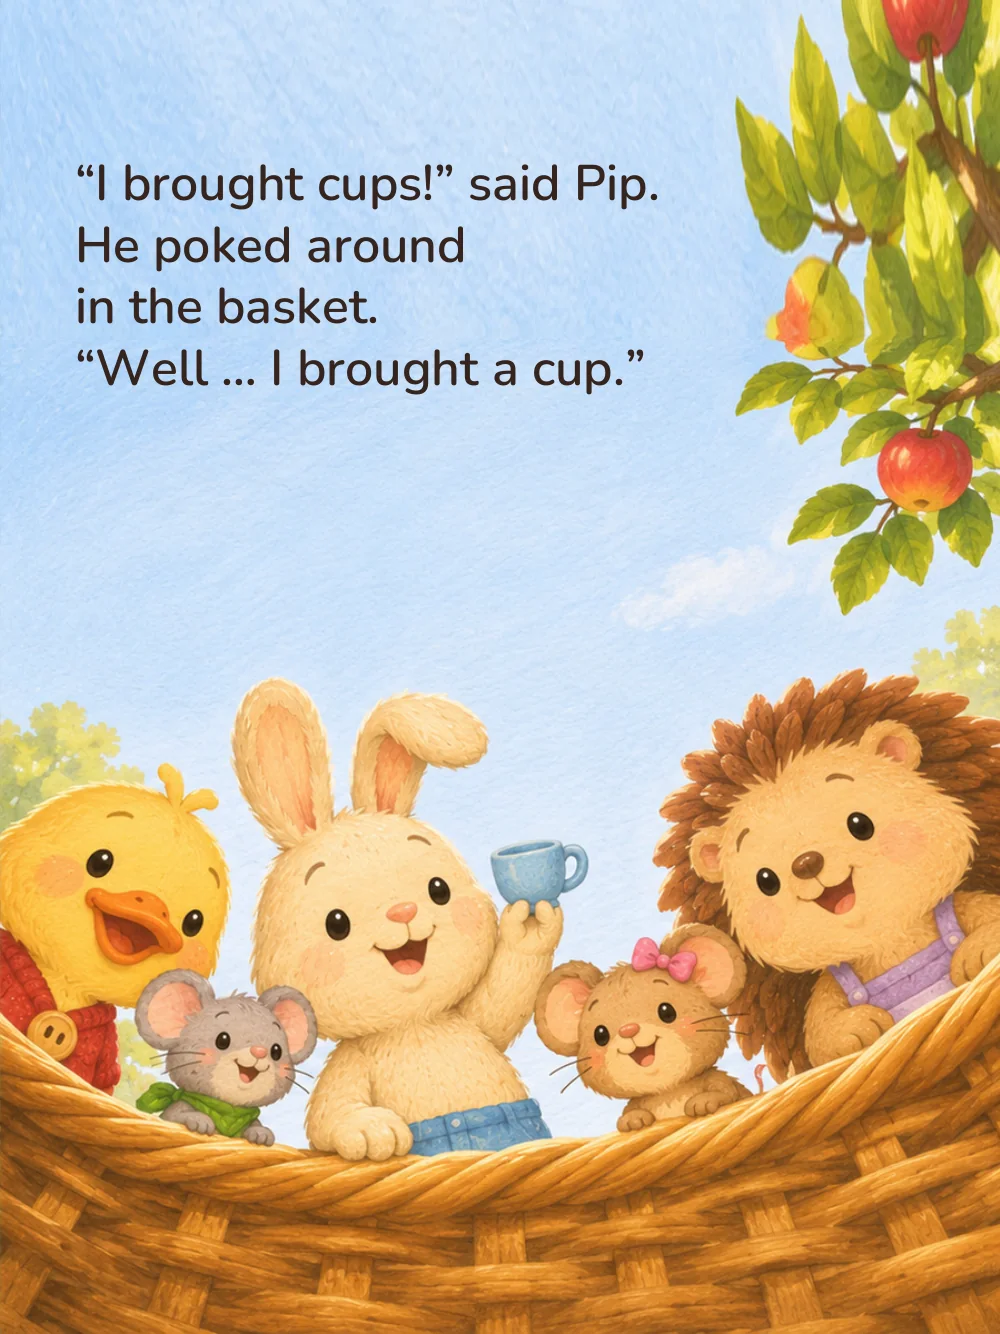 “I brought cups!” said Pip.
He poked around
in the basket.
“Well ... I brought a cup.”